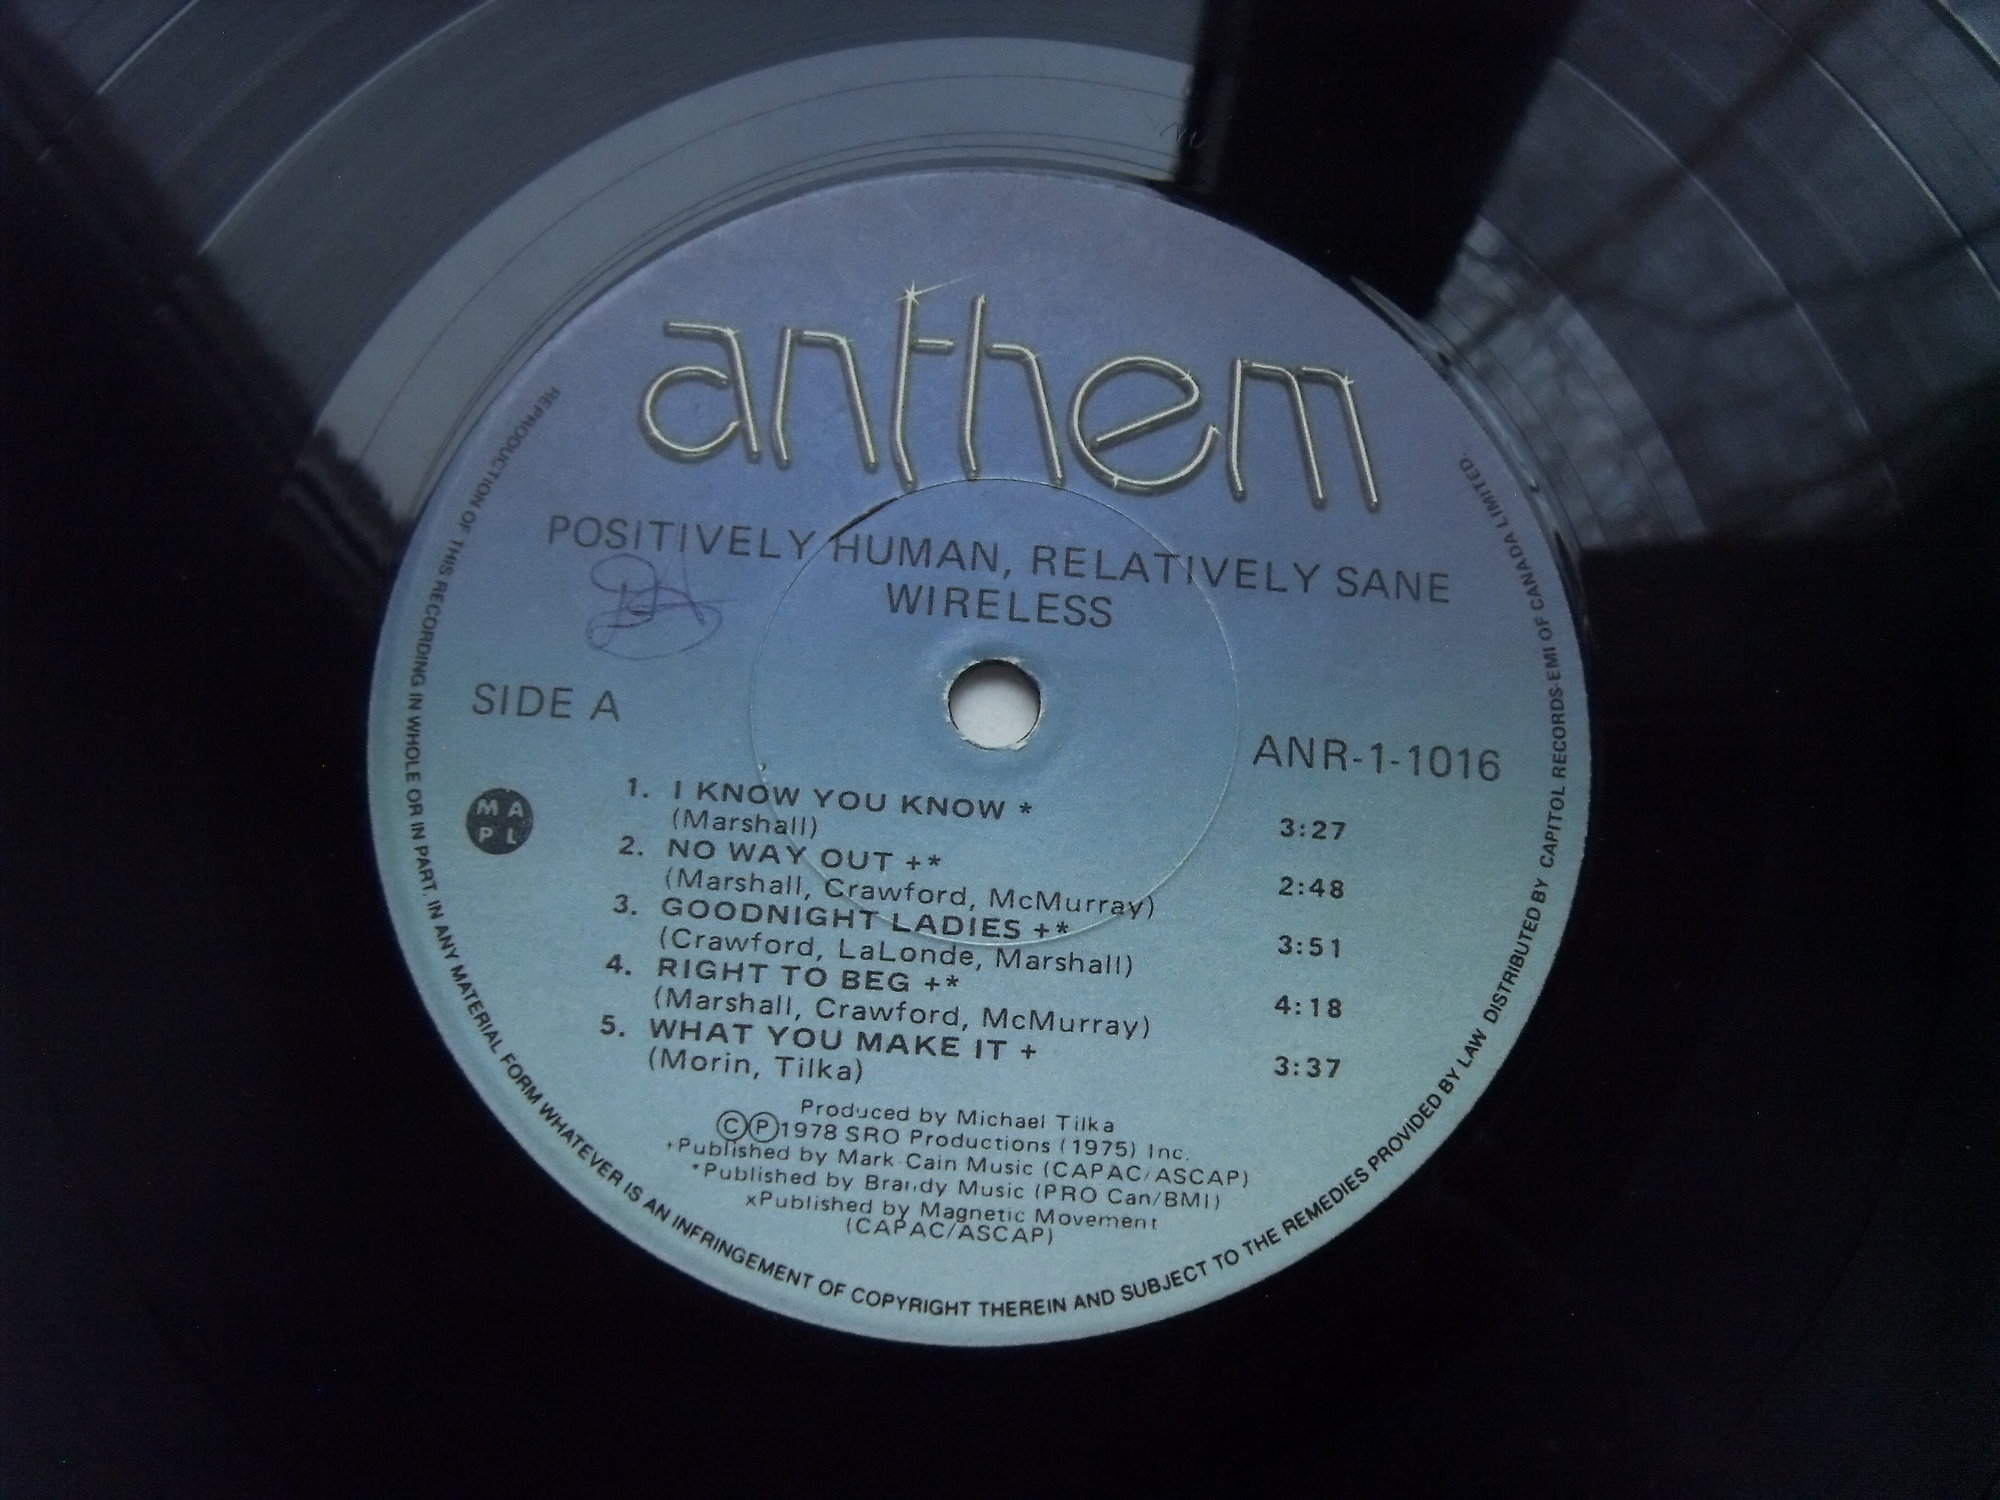 anthem
POSITIVELY HUMAN, RELATIVELY SANE
WIRELESS
SIDE A
ANR-1-1016
MA
PL
1. I KNOW YOU KNOW *
(Marshall) 3:27
2. NO WAY OUT +*
(Marshall, Crawford, McMurray) 2:48
3. GOODNIGHT LADIES +*
(Crawford, LaLonde, Marshall) 3:51
4. RIGHT TO BEG +*
(Marshall, Crawford, McMurray) 4:18
5. WHAT YOU MAKE IT +
(Morin, Tilka) 3:37
Produced by Michael Tilka
©℗1978 SRO Productions (1975) Inc.
+Published by Mark-Cain Music (CAPAC/ASCAP)
*Published by Brandy Music (PRO Can/BMI)
xPublished by Magnetic Movement
(CAPAC/ASCAP)
REPRODUCTION OF THIS RECORDING IN WHOLE OR IN PART, IN ANY MATERIAL FORM WHATEVER IS AN INFRINGEMENT OF COPYRIGHT THEREIN AND SUBJECT TO THE REMEDIES PROVIDED BY LAW DISTRIBUTED BY CAPITOL RECORDS-EMI OF CANADA LIMITED.